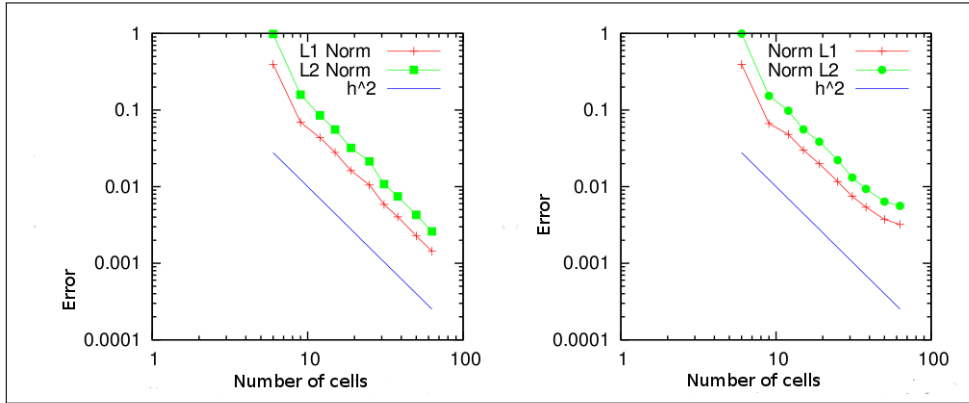 1
0.1
0.01
0.001
0.0001
Error
L1 Norm
L2 Norm
h^2
1
10
100
Number of cells
1
0.1
0.01
0.001
0.0001
Error
Norm L1
Norm L2
h^2
1
10
100
Number of cells